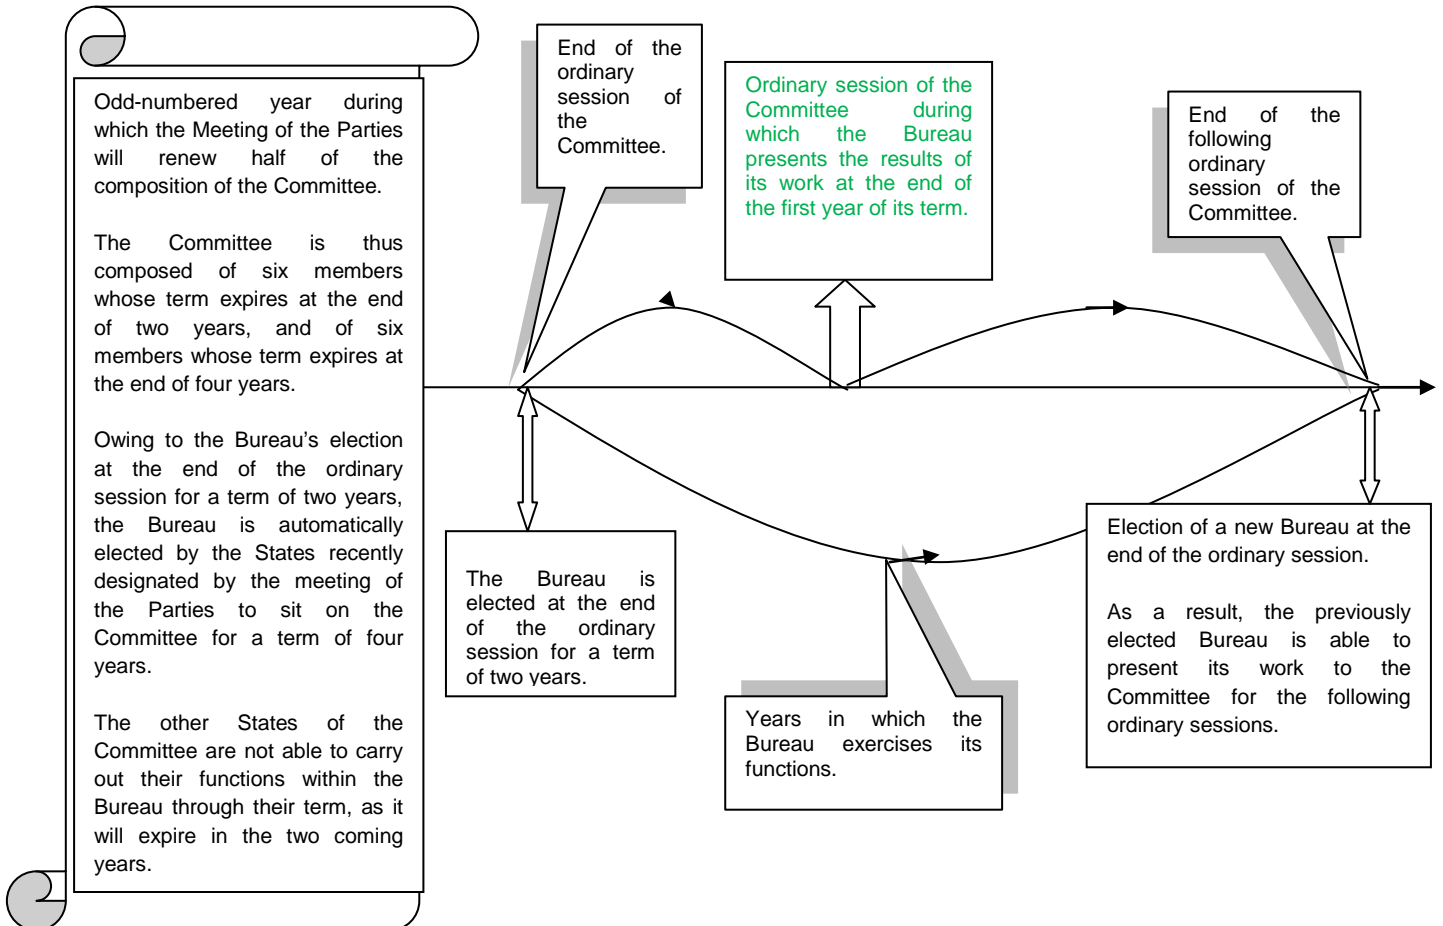 Odd-numbered year during
which the Meeting of the Parties
will renew half of the
composition of the Committee.
The Committee is thus
composed of six members
whose term expires at the end
of two years, and of six
members whose term expires at
the end of four years.
Owing to the Bureau's election
at the end of the ordinary
session for a term of two years,
the Bureau is automatically
elected by the States recently
designated by the meeting of
the Parties to sit on the
Committee for a term of four
years.
The other States of the
Committee are not able to carry
out their functions within the
Bureau through their term, as it
will expire in the two coming
years.
End of the
ordinary
session of
the
Committee.
Ordinary session of the
Committee during
which the Bureau
presents the results of
its work at the end of
the first year of its term.
End of the
following
ordinary
session of the
Committee.
The Bureau is
elected at the end
of the ordinary
session for a term
of two years.
Years in which the
Bureau exercises its
functions.
Election of a new Bureau at the
end of the ordinary session.
As a result, the previously
elected Bureau is able to
present its work to the
Committee for the following
ordinary sessions.